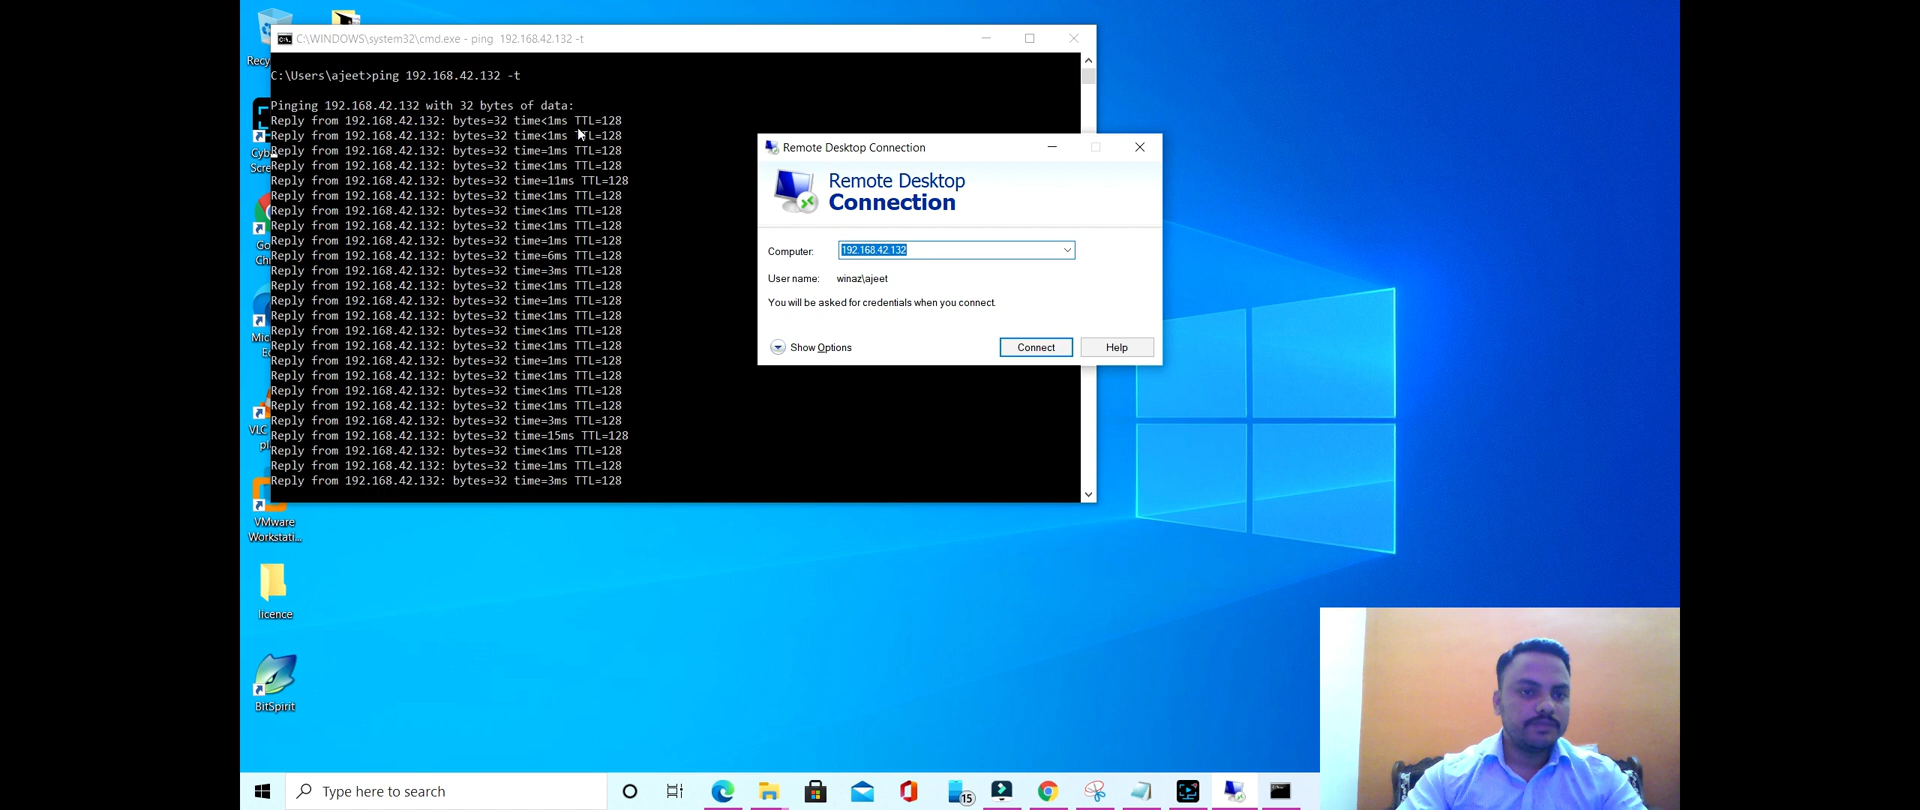 C:\WINDOWS\system32\cmd.exe - ping 192.168.42.132 -t
C:\Users\ajeet>ping 192.168.42.132 -t
Pinging 192.168.42.132 with 32 bytes of data:
Reply from 192.168.42.132: bytes=32 time<1ms TTL=128
Reply from 192.168.42.132: bytes=32 time<1ms TTL=128
Reply from 192.168.42.132: bytes=32 time=1ms TTL=128
Reply from 192.168.42.132: bytes=32 time<1ms TTL=128
Reply from 192.168.42.132: bytes=32 time=11ms TTL=128
Reply from 192.168.42.132: bytes=32 time<1ms TTL=128
Reply from 192.168.42.132: bytes=32 time<1ms TTL=128
Reply from 192.168.42.132: bytes=32 time<1ms TTL=128
Reply from 192.168.42.132: bytes=32 time=1ms TTL=128
Reply from 192.168.42.132: bytes=32 time=6ms TTL=128
Reply from 192.168.42.132: bytes=32 time=3ms TTL=128
Reply from 192.168.42.132: bytes=32 time<1ms TTL=128
Reply from 192.168.42.132: bytes=32 time=1ms TTL=128
Reply from 192.168.42.132: bytes=32 time<1ms TTL=128
Reply from 192.168.42.132: bytes=32 time<1ms TTL=128
Reply from 192.168.42.132: bytes=32 time<1ms TTL=128
Reply from 192.168.42.132: bytes=32 time=1ms TTL=128
Reply from 192.168.42.132: bytes=32 time<1ms TTL=128
Reply from 192.168.42.132: bytes=32 time<1ms TTL=128
Reply from 192.168.42.132: bytes=32 time<1ms TTL=128
Reply from 192.168.42.132: bytes=32 time=3ms TTL=128
Reply from 192.168.42.132: bytes=32 time=15ms TTL=128
Reply from 192.168.42.132: bytes=32 time<1ms TTL=128
Reply from 192.168.42.132: bytes=32 time=1ms TTL=128
Reply from 192.168.42.132: bytes=32 time=3ms TTL=128
Remote Desktop Connection
Remote Desktop
Connection
Computer: 192.168.42.132
User name: winaz\ajeet
You will be asked for credentials when you connect.
Show Options
Connect
Help
Recy
Cyb
Scre
Go
Ch
Mic
E
VLC
pl
VMware
Workstati...
licence
BitSpirit
Type here to search
15